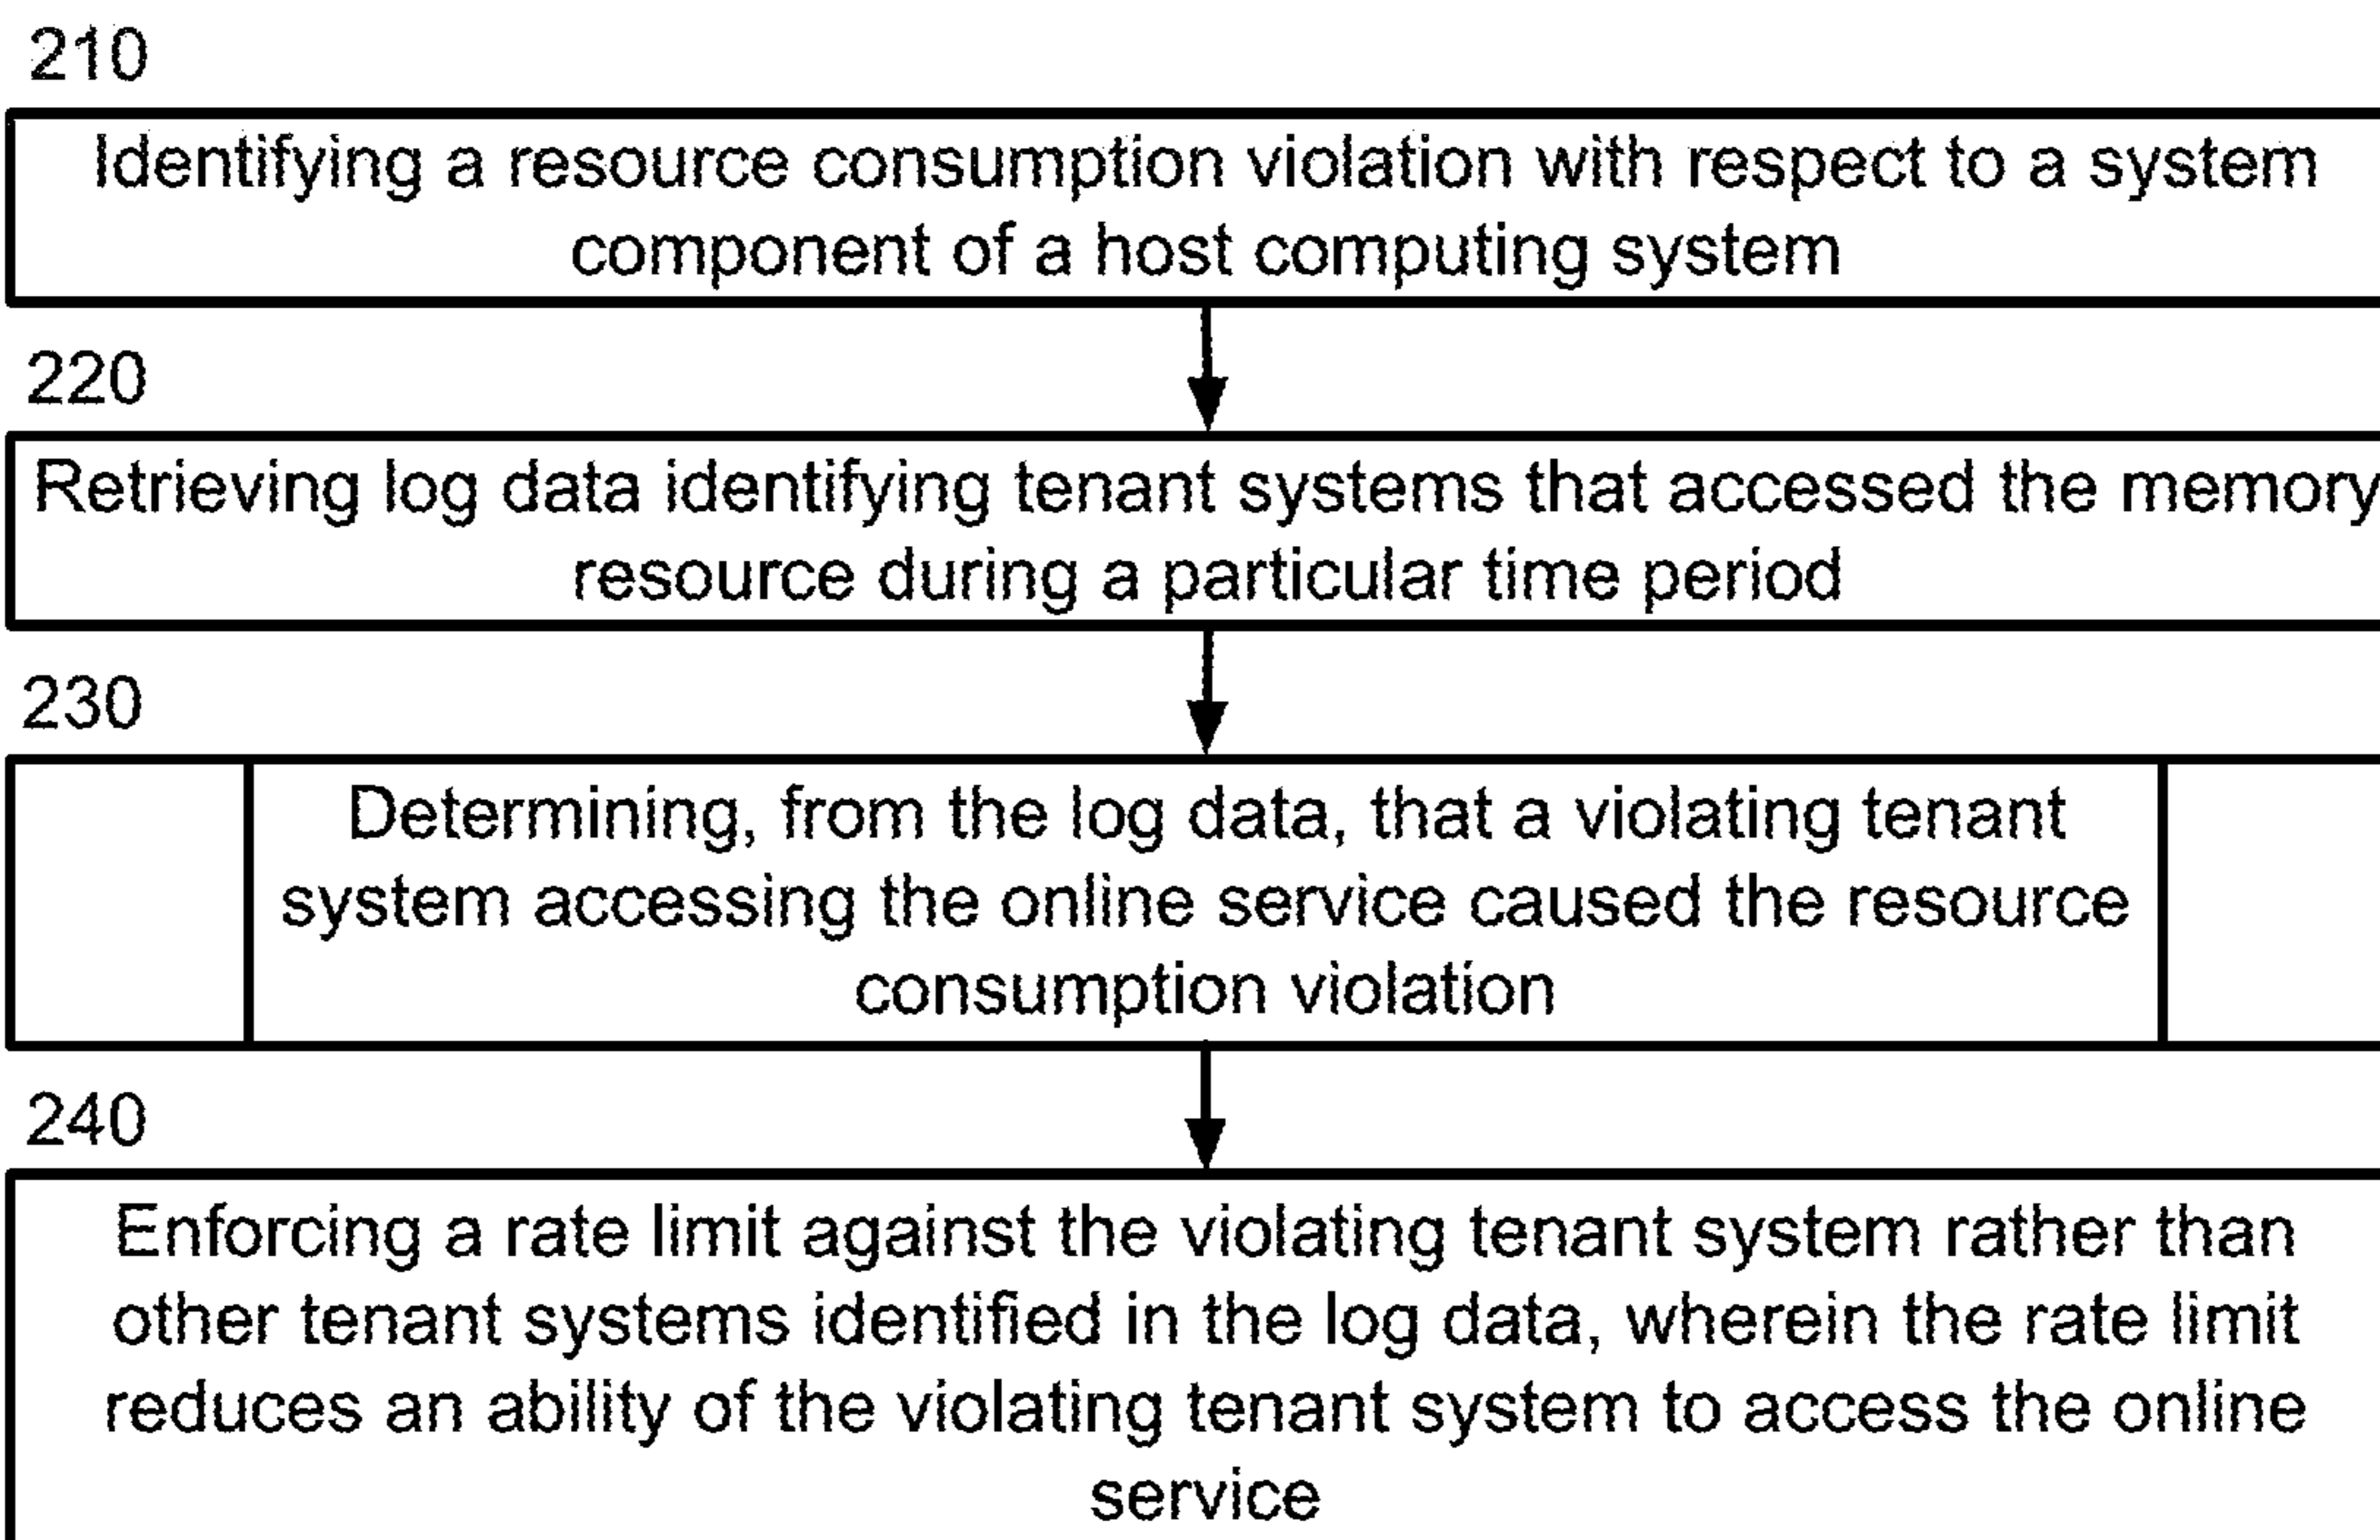 210
Identifying a resource consumption violation with respect to a system
component of a host computing system
220
Retrieving log data identifying tenant systems that accessed the memory
resource during a particular time period
230
Determining, from the log data, that a violating tenant
system accessing the online service caused the resource
consumption violation
240
Enforcing a rate limit against the violating tenant system rather than
other tenant systems identified in the log data, wherein the rate limit
reduces an ability of the violating tenant system to access the online
service